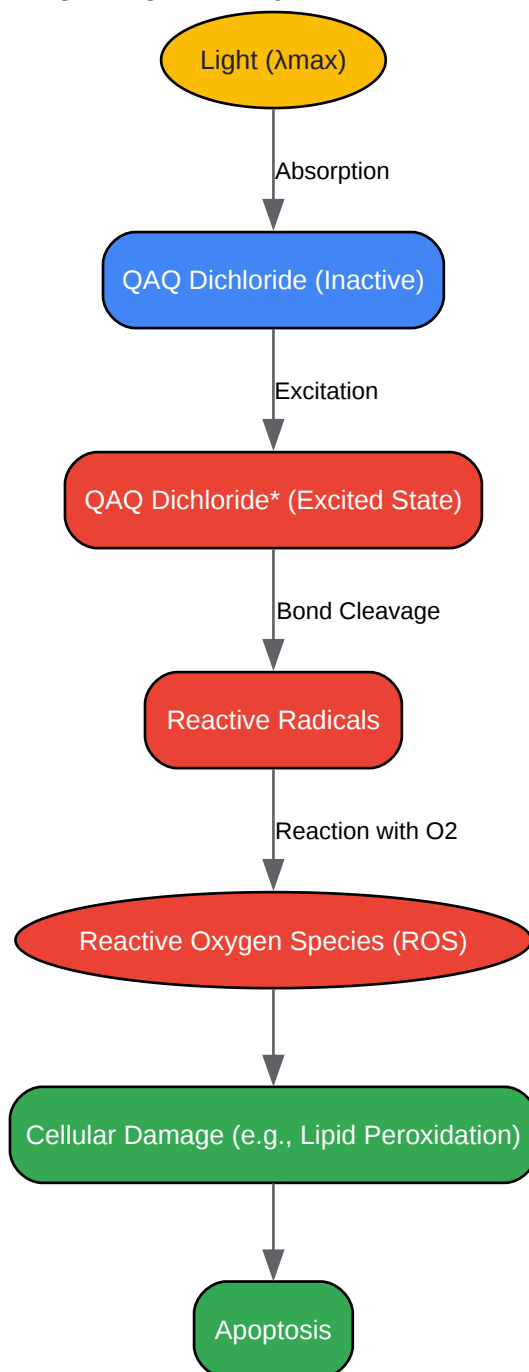 Light (λmax)
Absorption
QAQ Dichloride (Inactive)
Excitation
QAQ Dichloride* (Excited State)
Bond Cleavage
Reactive Radicals
Reaction with O2
Reactive Oxygen Species (ROS)
Cellular Damage (e.g., Lipid Peroxidation)
Apoptosis